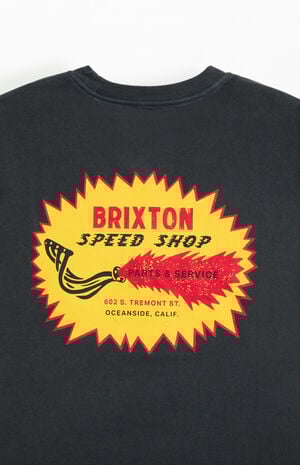 BRIXTON
SPEED SHOP
PARTS & SERVICE
602 S. TREMONT ST.
OCEANSIDE, CALIF.